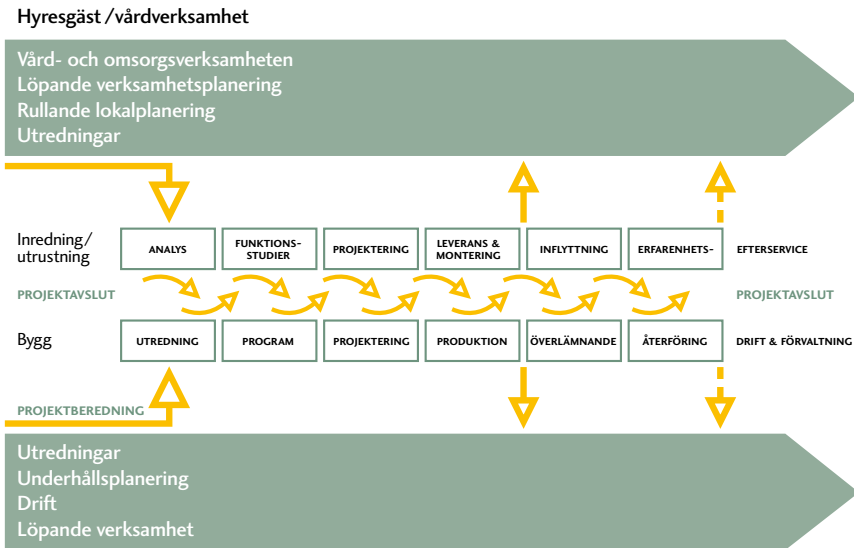 Hyresgäst /vårdverksamhet
Vård- och omsorgsverksamheten
Löpande verksamhetsplanering
Rullande lokalplanering
Utredningar
Inredning/
utrustning
ANALYS
FUNKTIONS-
STUDIER
PROJEKTERING
LEVERANS &
MONTERING
INFLYTTNING
ERFARENHETS-
EFTERSERVICE
PROJEKTAVSLUT
PROJEKTAVSLUT
Bygg
UTREDNING
PROGRAM
PROJEKTERING
PRODUKTION
ÖVERLÄMNANDE
ÅTERFÖRING
DRIFT & FÖRVALTNING
PROJEKTBEREDNING
Utredningar
Underhållsplanering
Drift
Löpande verksamhet